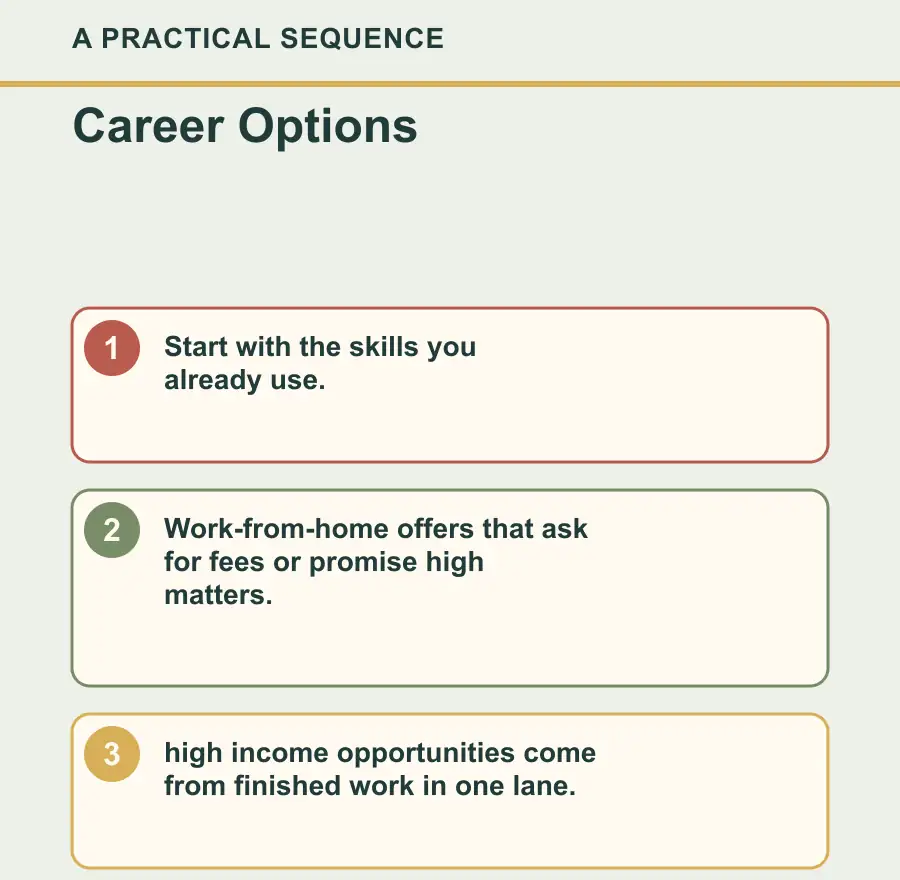 A PRACTICAL SEQUENCE
Career Options
1
Start with the skills you
already use.
2
Work-from-home offers that ask
for fees or promise high
matters.
3
high income opportunities come
from finished work in one lane.